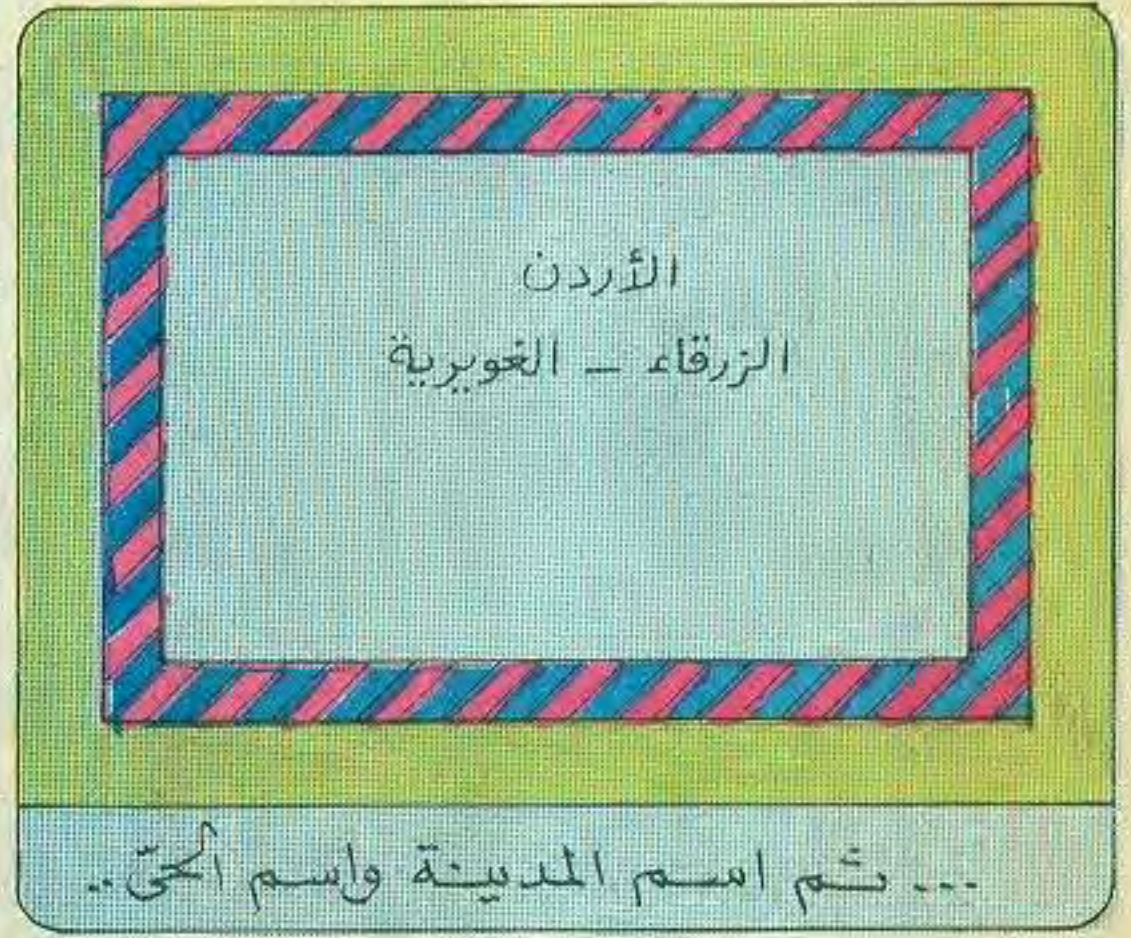 الأردن
الزرقاء - الغويرية
... ثم اسم المدينة واسم الحيّ ..